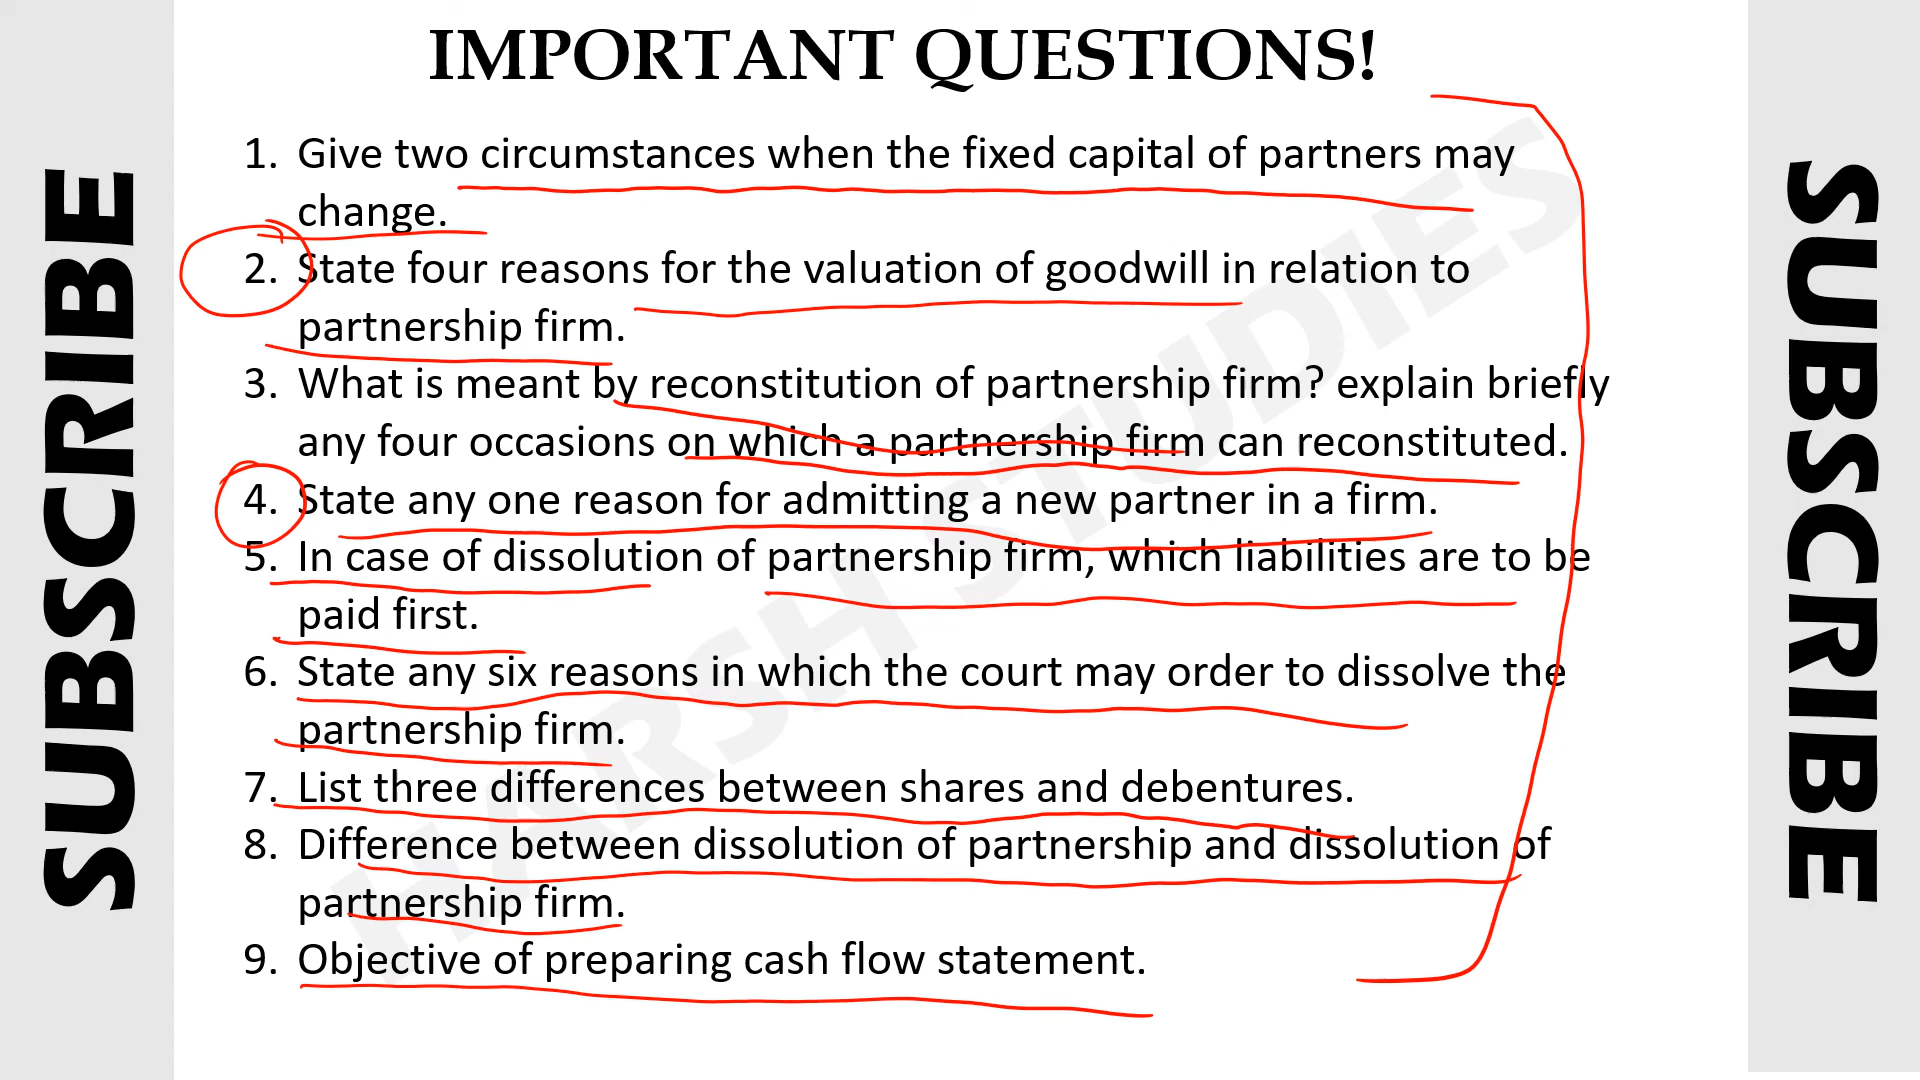 IMPORTANT QUESTIONS!
SUBSCRIBE
1. Give two circumstances when the fixed capital of partners may
change.
2. State four reasons for the valuation of goodwill in relation to
partnership firm.
3. What is meant by reconstitution of partnership firm? explain briefly
any four occasions on which a partnership firm can reconstituted.
4. State any one reason for admitting a new partner in a firm.
5. In case of dissolution of partnership firm, which liabilities are to be
paid first.
6. State any six reasons in which the court may order to dissolve the
partnership firm.
7. List three differences between shares and debentures.
8. Difference between dissolution of partnership and dissolution of
partnership firm.
9. Objective of preparing cash flow statement.
HARSH STUDIES
SUBSCRIBE